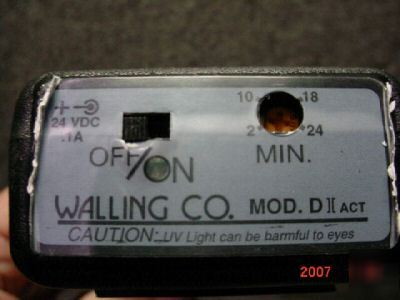 10 18
24 VDC
.1A
2 24
OFF/ON
MIN.
WALLING CO. MOD. DII ACT
CAUTION: UV Light can be harmful to eyes
2007